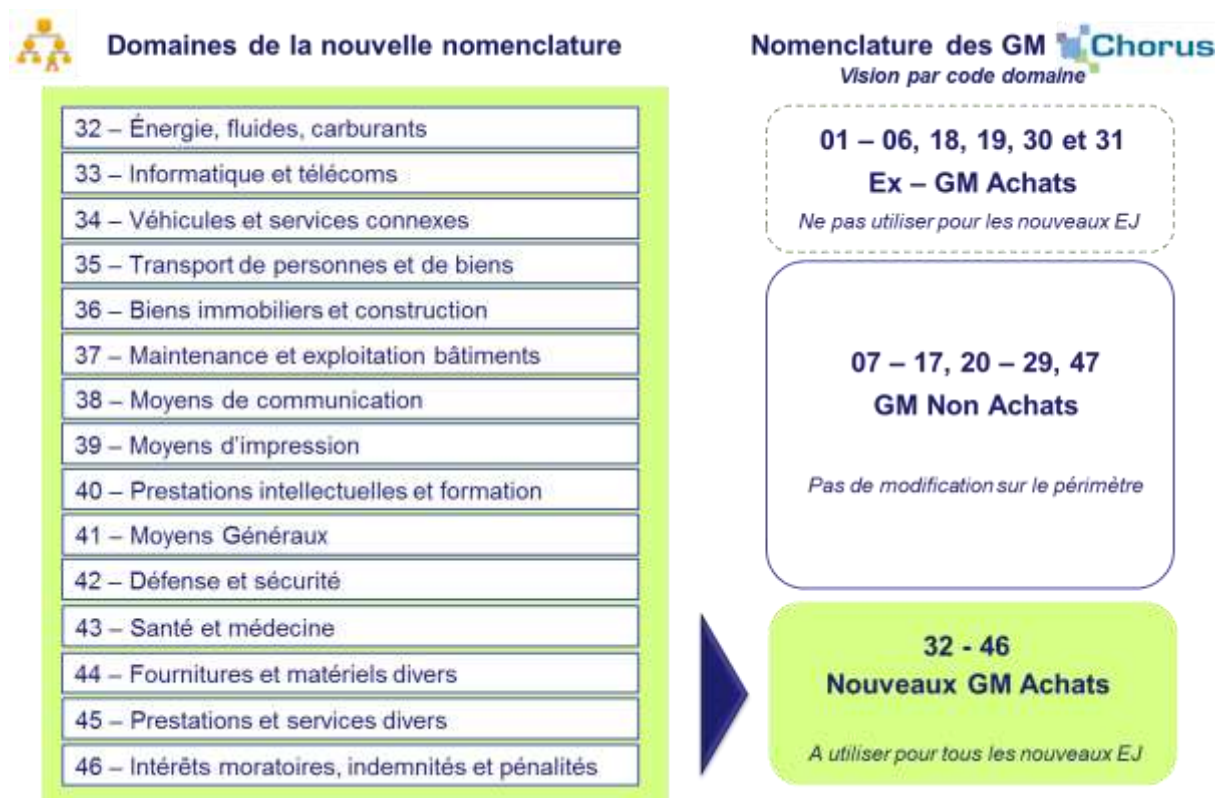 Domaines de la nouvelle nomenclature
32 – Énergie, fluides, carburants
33 – Informatique et télécoms
34 – Véhicules et services connexes
35 – Transport de personnes et de biens
36 – Biens immobiliers et construction
37 – Maintenance et exploitation bâtiments
38 – Moyens de communication
39 – Moyens d'impression
40 – Prestations intellectuelles et formation
41 – Moyens Généraux
42 – Défense et sécurité
43 – Santé et médecine
44 – Fournitures et matériels divers
45 – Prestations et services divers
46 – Intérêts moratoires, indemnités et pénalités
Nomenclature des GM Chorus
Vision par code domaine
01 – 06, 18, 19, 30 et 31
Ex – GM Achats
Ne pas utiliser pour les nouveaux EJ
07 – 17, 20 – 29, 47
GM Non Achats
Pas de modification sur le périmètre
32 - 46
Nouveaux GM Achats
A utiliser pour tous les nouveaux EJ